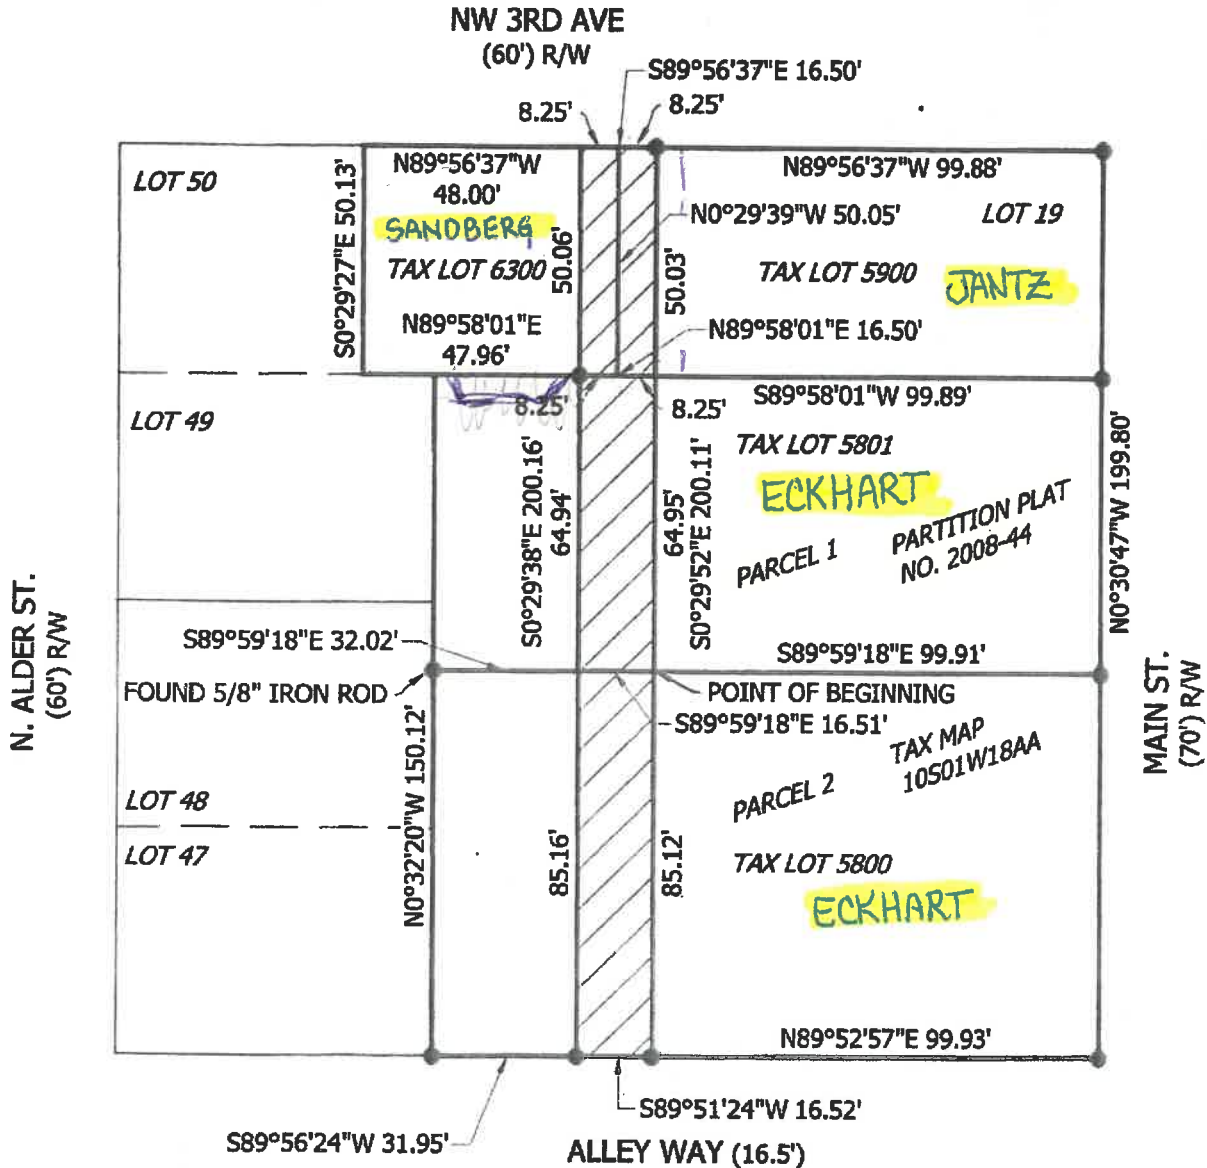 NW 3RD AVE
(60') R/W
S89°56'37"E 16.50'
8.25'
8.25'
LOT 50
S0°29'27"E 50.13'
N89°56'37"W
48.00'
SANDBERG
TAX LOT 6300
N89°58'01"E
47.96'
50.06'
N89°56'37"W 99.88'
N0°29'39"W 50.05'
LOT 19
50.03'
TAX LOT 5900
JANTZ
N89°58'01"E 16.50'
S89°58'01"W 99.89'
8.25'
8.25'
LOT 49
TAX LOT 5801
ECKHART
PARCEL 1
PARTITION PLAT
NO. 2008-44
S0°29'38"E 200.16'
64.94'
64.95'
S0°29'52"E 200.11'
N0°30'47"W 199.80'
N. ALDER ST.
(60') R/W
S89°59'18"E 32.02'
S89°59'18"E 99.91'
FOUND 5/8" IRON ROD
POINT OF BEGINNING
S89°59'18"E 16.51'
MAIN ST.
(70') R/W
TAX MAP
10S01W18AA
PARCEL 2
LOT 48
LOT 47
N0°32'20"W 150.12'
85.16'
85.12'
TAX LOT 5800
ECKHART
N89°52'57"E 99.93'
S89°51'24"W 16.52'
S89°56'24"W 31.95'
ALLEY WAY (16.5')